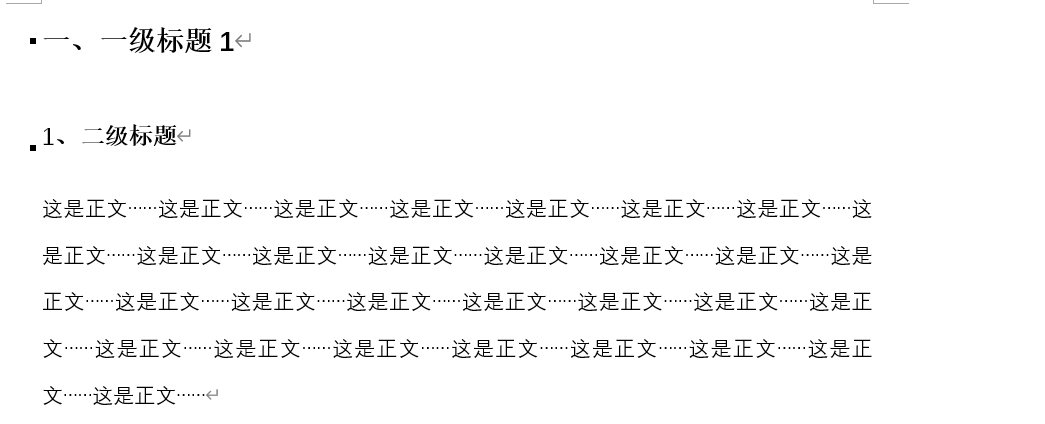 一、一级标题 1
1、二级标题
这是正文……这是正文……这是正文……这是正文……这是正文……这是正文……这是正文……这
是正文……这是正文……这是正文……这是正文……这是正文……这是正文……这是正文……这是
正文……这是正文……这是正文……这是正文……这是正文……这是正文……这是正文……这是正
文……这是正文……这是正文……这是正文……这是正文……这是正文……这是正文……这是正
文……这是正文……